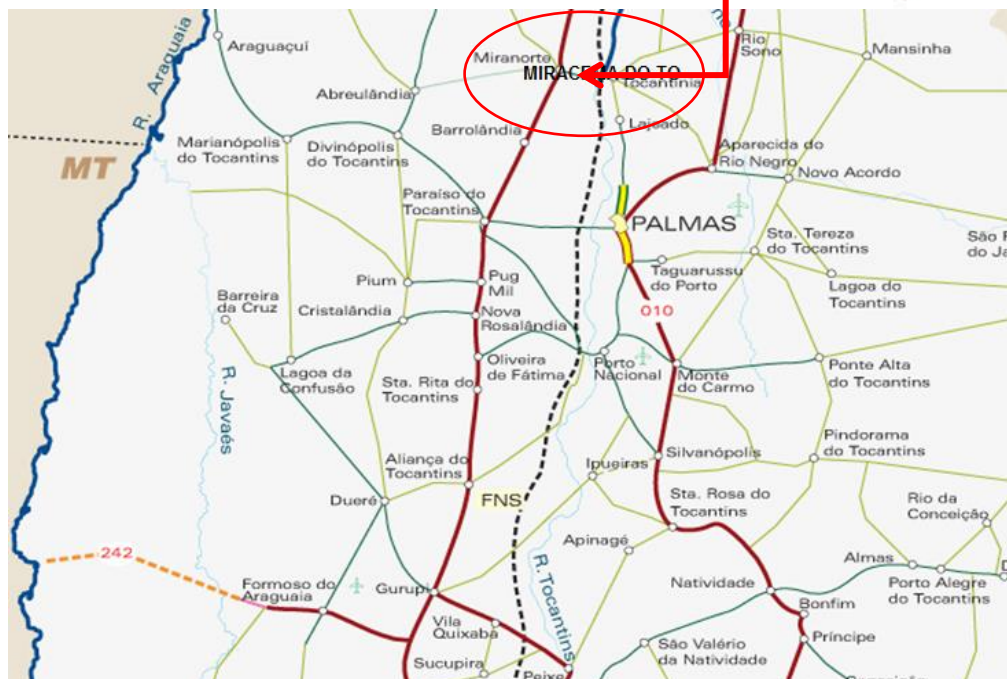 R. Araguaia
Araguaçuí
Miranorte
MIRACEMA DO TO
Tocantínia
Rio
Sono
Mansinha
Abreulândia
Lajeado
Barrolândia
Marianópolis
do Tocantins
Divinópolis
do Tocantins
Aparecida do
Rio Negro
Novo Acordo
MT
Paraíso do
Tocantins
PALMAS
Sta. Tereza
do Tocantins
São F
do Ja
Taguarussu
do Porto
Lagoa do
Tocantins
Pium
Pug
Mil
Barreira
da Cruz
Cristalândia
Nova
Rosalândia
010
Lagoa da
Confusão
Oliveira
de Fátima
Porto
Nacional
Monte
do Carmo
Ponte Alta
do Tocantins
Sta. Rita do
Tocantins
R. Javaés
Pindorama
do Tocantins
Aliança do
Tocantins
Ipueiras
Silvanópolis
Dueré
FNS
Sta. Rosa do
Tocantins
Rio da
Conceição
Apinagé
242
R.Tocantins
Almas
Porto Alegre
do Tocantins
D
Formoso do
Araguaia
Gurupi
Natividade
Bonfim
Vila
Quixaba
Príncipe
São Valério
da Natividade
Sucupira
Peixe